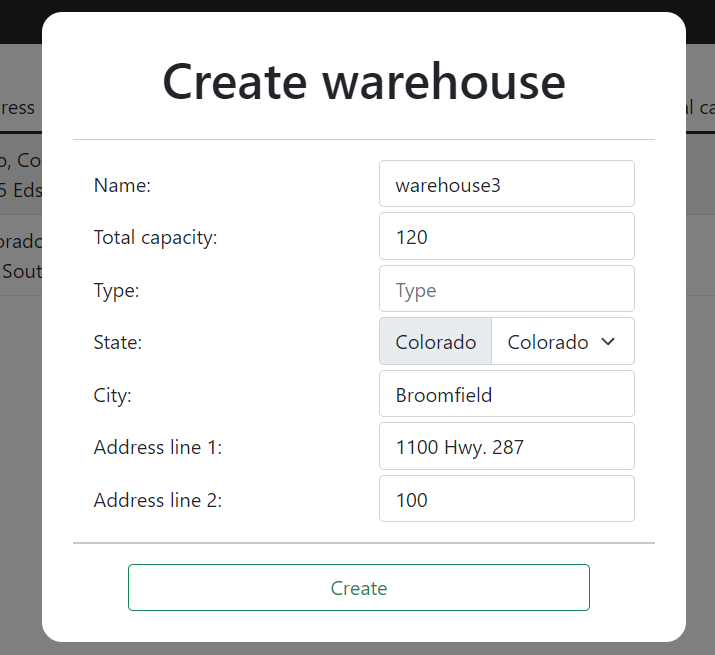 Create warehouse
ress
al ca
Name: warehouse3
o, Co
Total capacity: 120
5 Eds
orado
Sout
Type: Type
State: Colorado Colorado
City: Broomfield
Address line 1: 1100 Hwy. 287
Address line 2: 100
Create